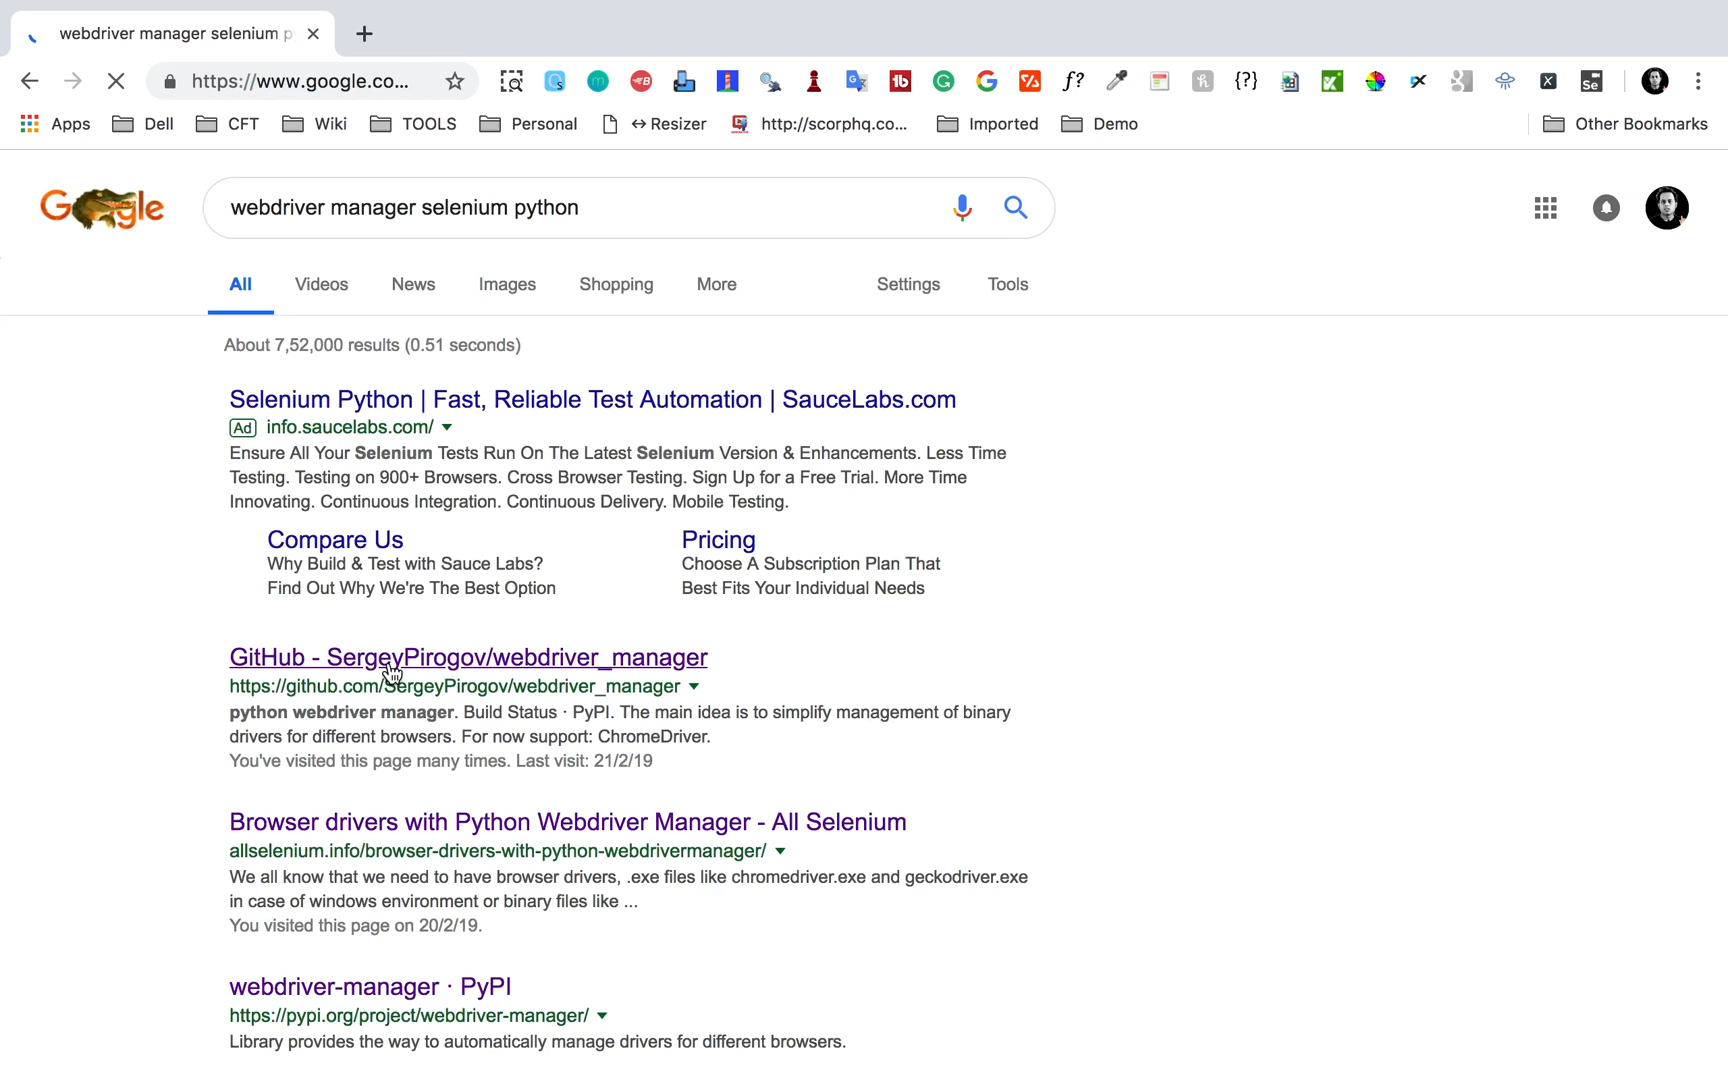 webdriver manager selenium p
https://www.google.co...
Apps
Dell
CFT
Wiki
TOOLS
Personal
Resizer
http://scorphq.co...
Imported
Demo
Other Bookmarks
Google
webdriver manager selenium python
All
Videos
News
Images
Shopping
More
Settings
Tools
About 7,52,000 results (0.51 seconds)
Selenium Python | Fast, Reliable Test Automation | SauceLabs.com
Ad info.saucelabs.com/
Ensure All Your Selenium Tests Run On The Latest Selenium Version & Enhancements. Less Time
Testing. Testing on 900+ Browsers. Cross Browser Testing. Sign Up for a Free Trial. More Time
Innovating. Continuous Integration. Continuous Delivery. Mobile Testing.
Compare Us
Why Build & Test with Sauce Labs?
Find Out Why We're The Best Option
Pricing
Choose A Subscription Plan That
Best Fits Your Individual Needs
GitHub - SergeyPirogov/webdriver_manager
https://github.com/SergeyPirogov/webdriver_manager
python webdriver manager. Build Status · PyPI. The main idea is to simplify management of binary
drivers for different browsers. For now support: ChromeDriver.
You've visited this page many times. Last visit: 21/2/19
Browser drivers with Python Webdriver Manager - All Selenium
allselenium.info/browser-drivers-with-python-webdrivermanager/
We all know that we need to have browser drivers, .exe files like chromedriver.exe and geckodriver.exe
in case of windows environment or binary files like ...
You visited this page on 20/2/19.
webdriver-manager · PyPI
https://pypi.org/project/webdriver-manager/
Library provides the way to automatically manage drivers for different browsers.